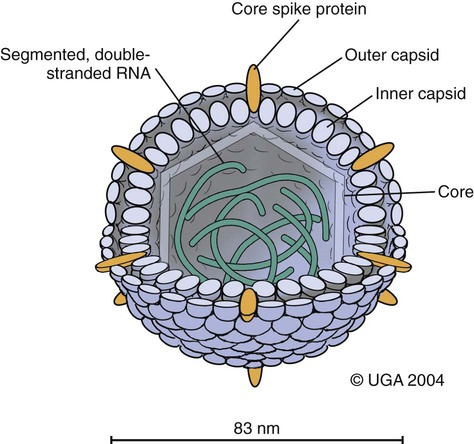 Core spike protein
Segmented, double-
stranded RNA
Outer capsid
Inner capsid
Core
© UGA 2004
83 nm